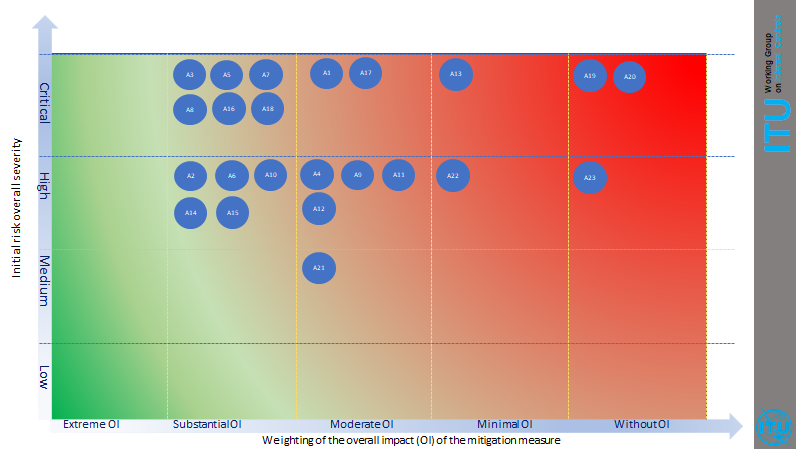 Initial risk overall severity
Critical
High
Medium
Low
A3 A5 A7 A1 A17 A13 A19 A20
A8 A16 A18
A2 A6 A10 A4 A9 A11 A22 A23
A14 A15 A12
A21
Extreme OI Substantial OI Moderate OI Minimal OI Without OI
Weighting of the overall impact (OI) of the mitigation measure
ITU
Working Group
on
ITU